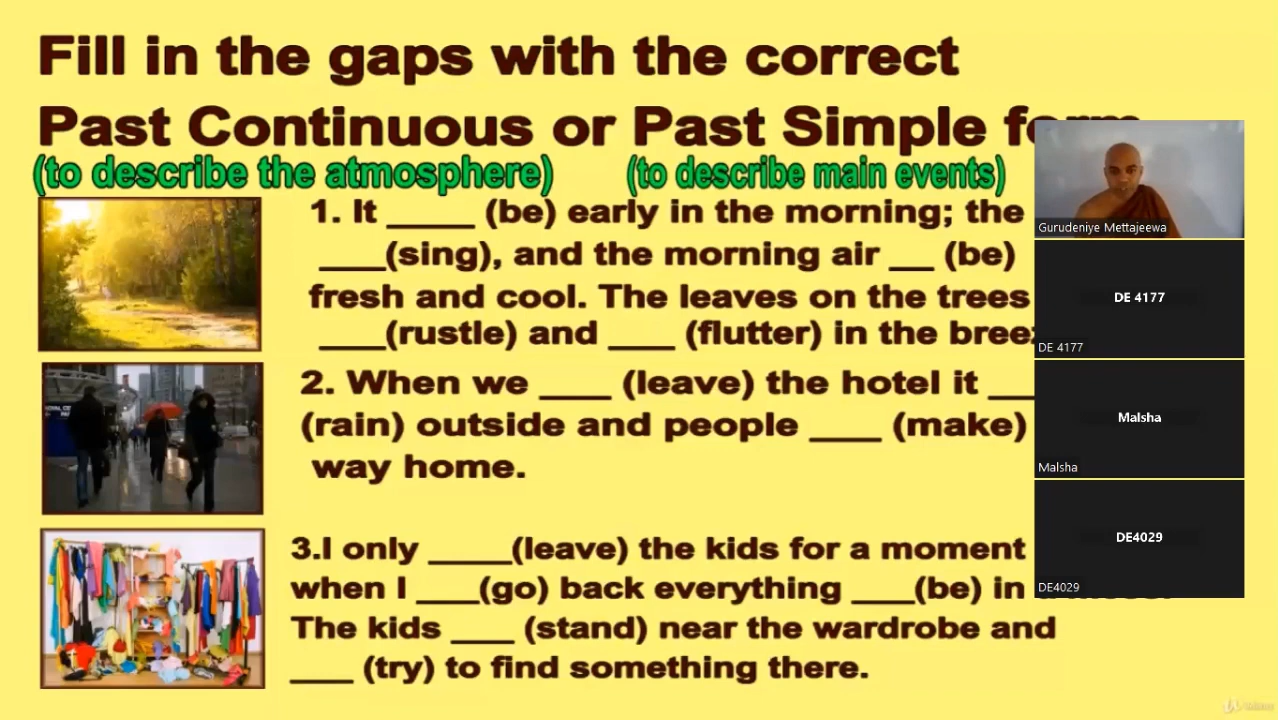 Fill in the gaps with the correct
Past Continuous or Past Simple form
(to describe the atmosphere) (to describe main events)
1. It _____ (be) early in the morning; the
____(sing), and the morning air ___ (be)
fresh and cool. The leaves on the trees
____(rustle) and ____ (flutter) in the bree
2. When we ____ (leave) the hotel it ___
(rain) outside and people ____ (make)
way home.
3.I only _____(leave) the kids for a moment
when I ____(go) back everything ____(be) in
The kids ____ (stand) near the wardrobe and
____ (try) to find something there.
Gurudeniye Mettajeewa
DE 4177
DE 4177
Malsha
Malsha
DE4029
DE4029